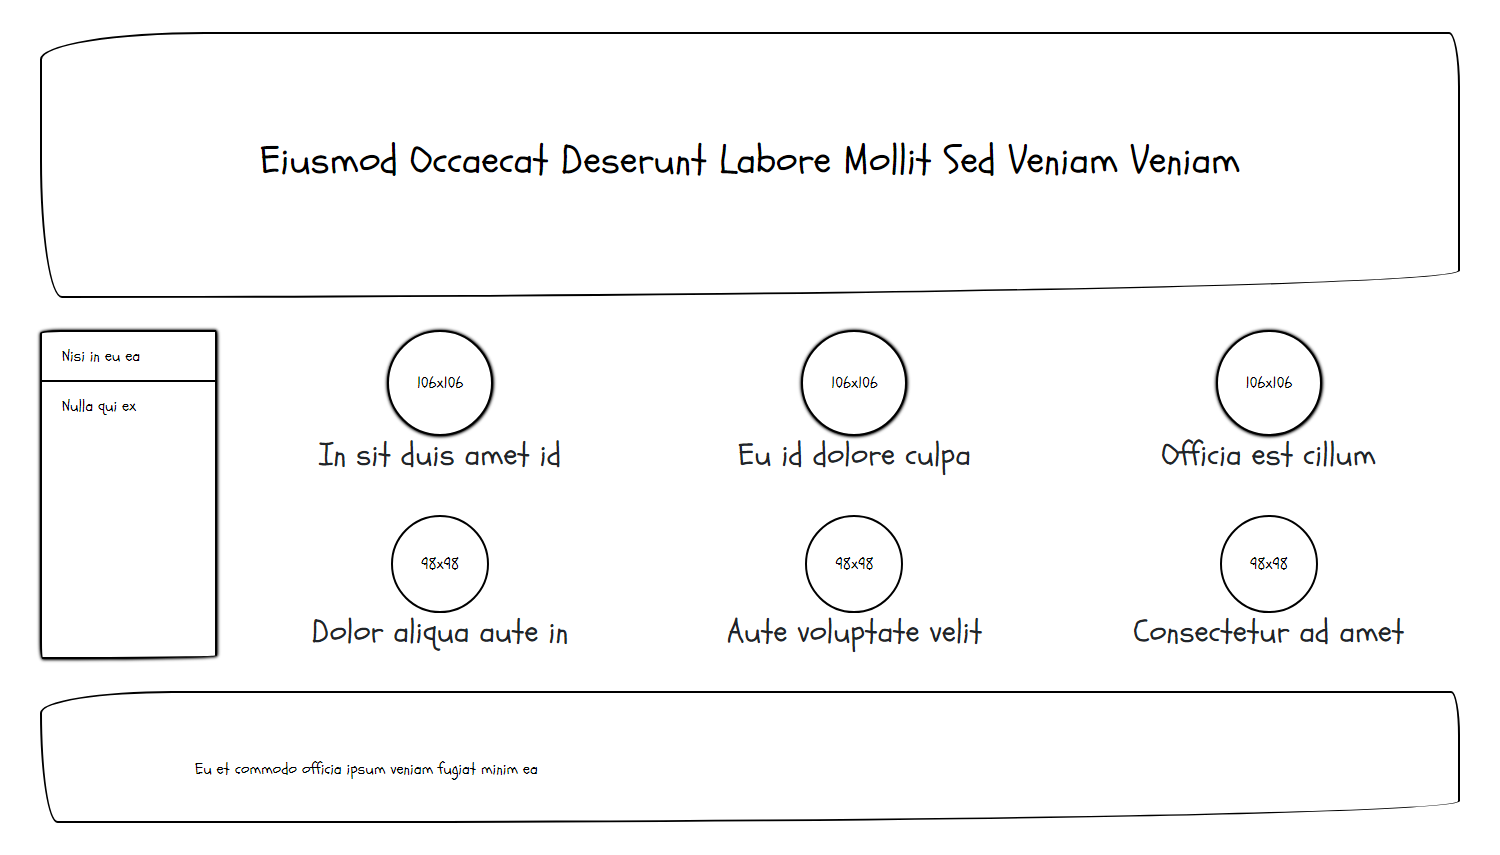 Eiusmod Occaecat Deserunt Labore Mollit Sed Veniam Veniam
Nisi in eu ea
Nulla qui ex
106x106
106x106
106x106
In sit duis amet id
Eu id dolore culpa
Officia est cillum
98x98
98x98
98x98
Dolor aliqua aute in
Aute voluptate velit
Consectetur ad amet
Eu et commodo officia ipsum veniam fugiat minim ea